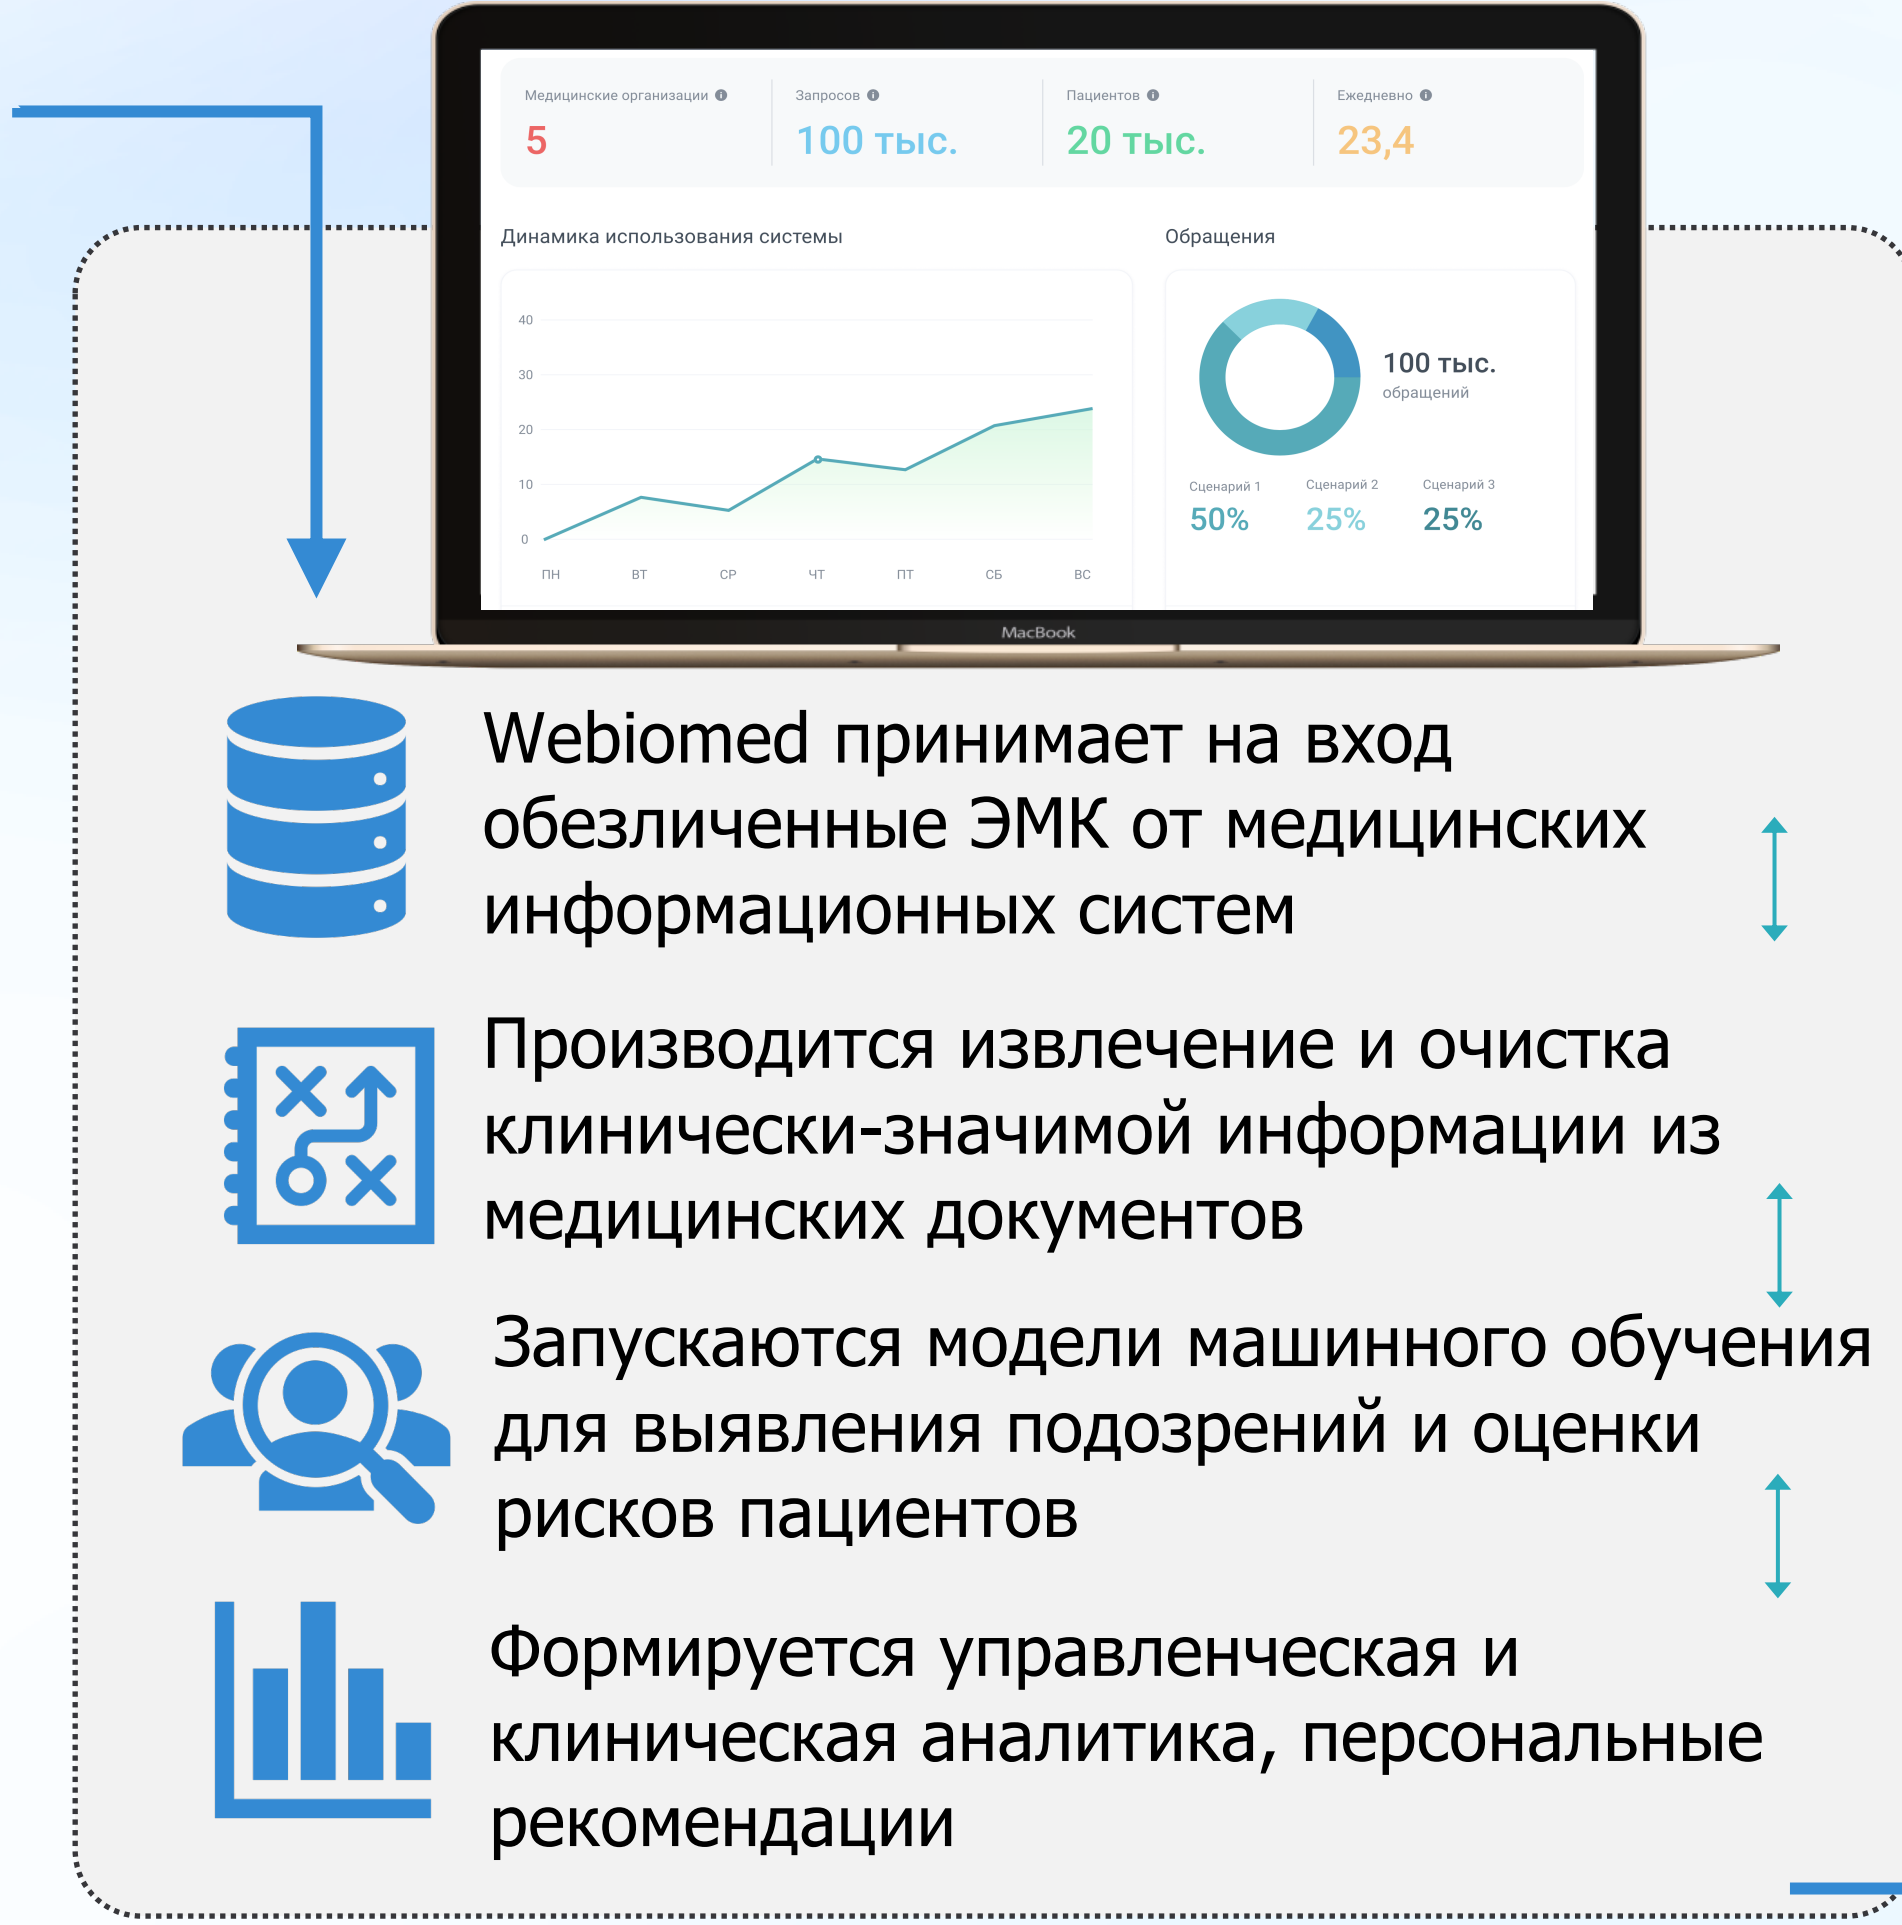 Медицинские организации
Запросов
Пациентов
Ежедневно
5
100 тыс.
20 тыс.
23,4
Динамика использования системы
Обращения
40
30
20
10
0
ПН ВТ СР ЧТ ПТ СБ ВС
100 тыс.
обращений
Сценарий 1 Сценарий 2 Сценарий 3
50% 25% 25%
MacBook
Webiomed принимает на вход
обезличенные ЭМК от медицинских
информационных систем
Производится извлечение и очистка
клинически-значимой информации из
медицинских документов
Запускаются модели машинного обучения
для выявления подозрений и оценки
рисков пациентов
Формируется управленческая и
клиническая аналитика, персональные
рекомендации